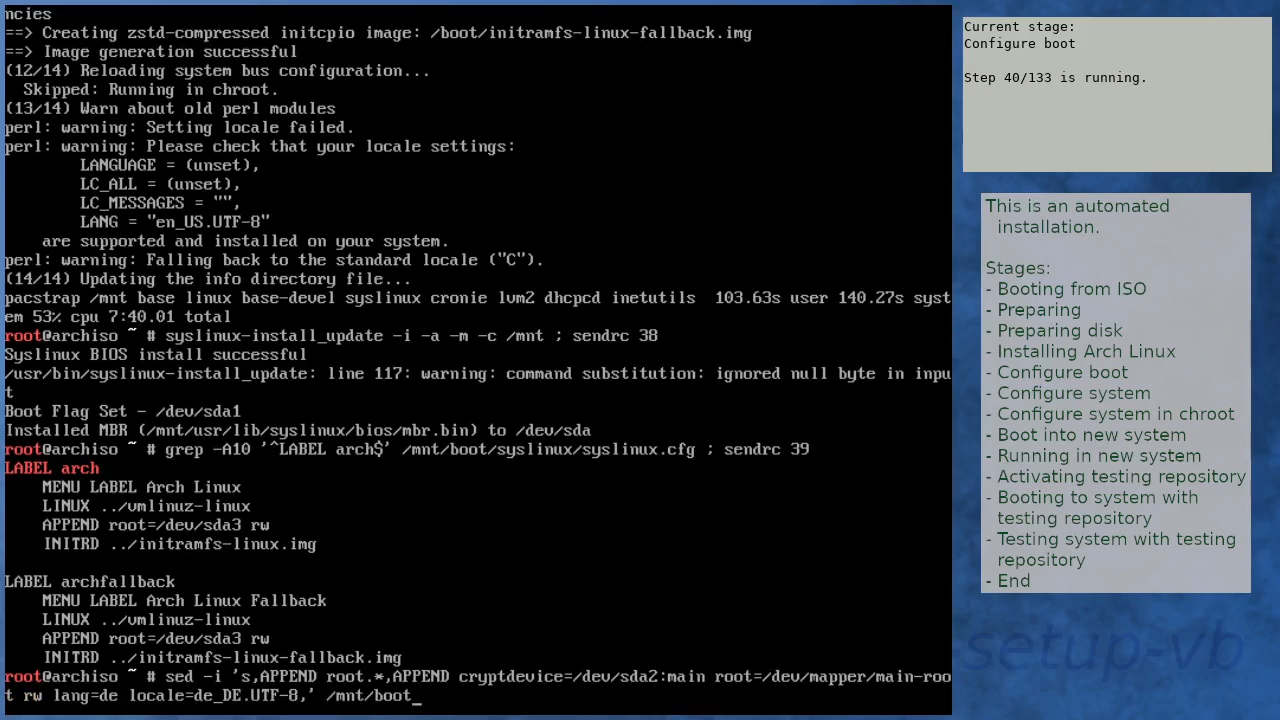 ncies
==> Creating zstd-compressed initcpio image: /boot/initramfs-linux-fallback.img
==> Image generation successful
(12/14) Reloading system bus configuration...
  Skipped: Running in chroot.
(13/14) Warn about old perl modules
perl: warning: Setting locale failed.
perl: warning: Please check that your locale settings:
        LANGUAGE = (unset),
        LC_ALL = (unset),
        LC_MESSAGES = "",
        LANG = "en_US.UTF-8"
    are supported and installed on your system.
perl: warning: Falling back to the standard locale ("C").
(14/14) Updating the info directory file...
pacstrap /mnt base linux base-devel syslinux cronie lvm2 dhcpcd inetutils  103.63s user 140.27s syst
em 53% cpu 7:40.01 total
root@archiso ~ # syslinux-install_update -i -a -m -c /mnt ; sendrc 38
Syslinux BIOS install successful
/usr/bin/syslinux-install_update: line 117: warning: command substitution: ignored null byte in inpu
t
Boot Flag Set - /dev/sda1
Installed MBR (/mnt/usr/lib/syslinux/bios/mbr.bin) to /dev/sda
root@archiso ~ # grep -A10 '^LABEL arch$' /mnt/boot/syslinux/syslinux.cfg ; sendrc 39
LABEL arch
    MENU LABEL Arch Linux
    LINUX ../vmlinuz-linux
    APPEND root=/dev/sda3 rw
    INITRD ../initramfs-linux.img

LABEL archfallback
    MENU LABEL Arch Linux Fallback
    LINUX ../vmlinuz-linux
    APPEND root=/dev/sda3 rw
    INITRD ../initramfs-linux-fallback.img
root@archiso ~ # sed -i 's,APPEND root.*,APPEND cryptdevice=/dev/sda2:main root=/dev/mapper/main-roo
t rw lang=de locale=de_DE.UTF-8,' /mnt/boot_
Current stage:
Configure boot
Step 40/133 is running.
This is an automated
installation.
Stages:
- Booting from ISO
- Preparing
- Preparing disk
- Installing Arch Linux
- Configure boot
- Configure system
- Configure system in chroot
- Boot into new system
- Running in new system
- Activating testing repository
- Booting to system with
testing repository
- Testing system with testing
repository
- End
-setup-vb